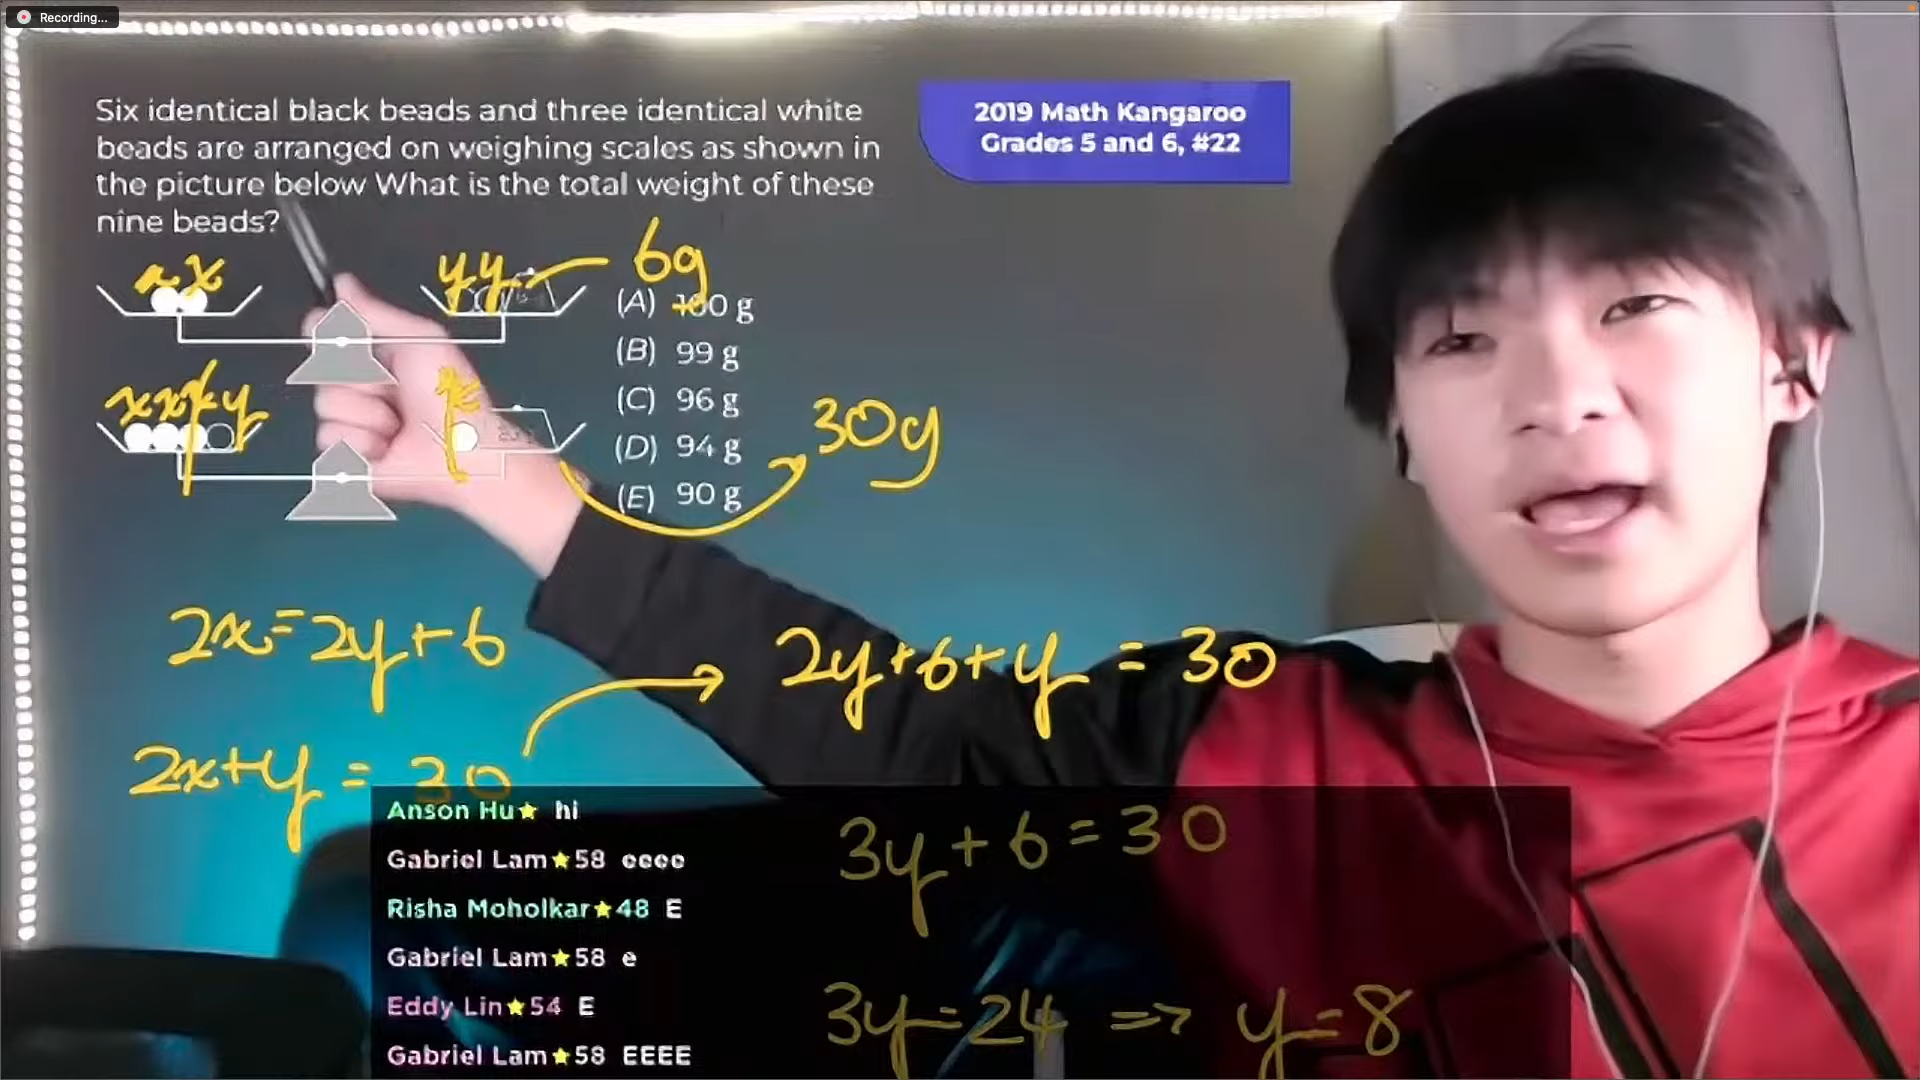 Recording...
Six identical black beads and three identical white
beads are arranged on weighing scales as shown in
the picture below What is the total weight of these
nine beads?
2019 Math Kangaroo
Grades 5 and 6, #22
x
yy
6g
(A) 100 g
(B) 99 g
(C) 96 g
(D) 94 g
(E) 90 g
xxxy
x
30g
2x=2y+6
2y+6+y=30
2x+y=30
3y+6=30
3y=24 => y=8
Anson Hu★ hi
Gabriel Lam★58 eeee
Risha Moholkar★48 E
Gabriel Lam★58 e
Eddy Lin★54 E
Gabriel Lam★58 EEEE